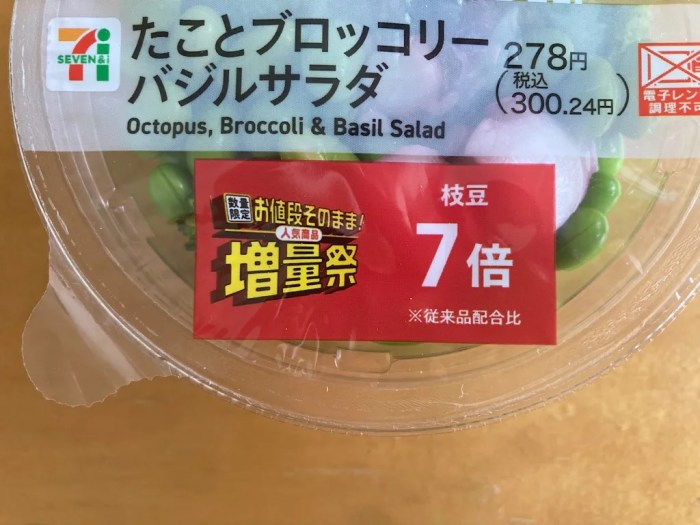 SEVEN&i
たことブロッコリー
バジルサラダ
Octopus, Broccoli & Basil Salad
278円
(税込
300.24円)
電子レン
調理不可
数量
限定
お値段そのまま!
人気商品
増量祭
枝豆
7倍
※従来品配合比